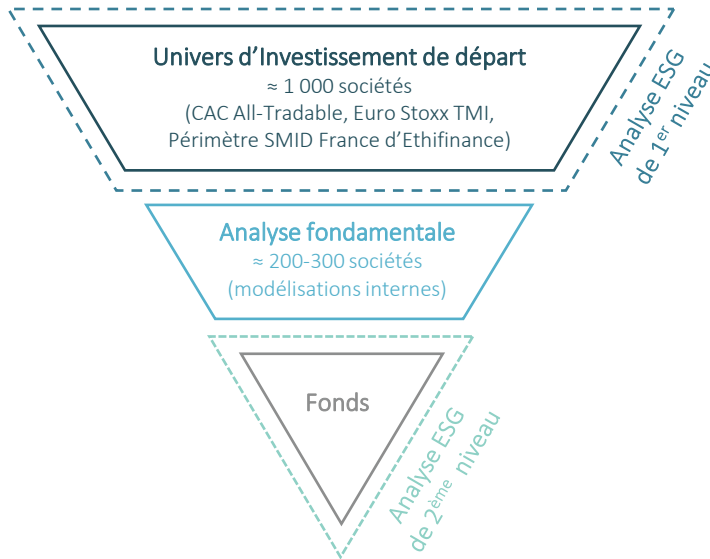 Univers d’Investissement de départ
≈ 1 000 sociétés
(CAC All-Tradable, Euro Stoxx TMI,
Périmètre SMID France d’Ethifinance)
Analyse ESG
de 1er niveau
Analyse fondamentale
≈ 200-300 sociétés
(modélisations internes)
Fonds
Analyse ESG
de 2ème niveau